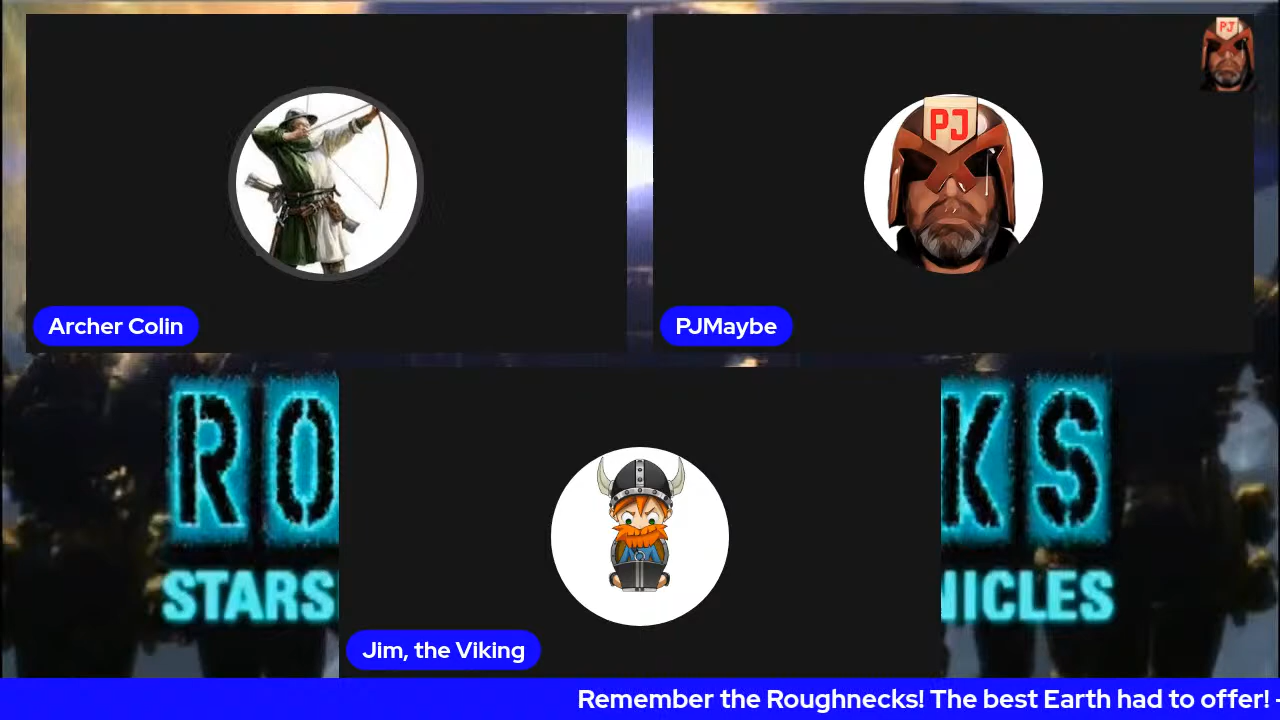 PJ
PJ
Archer Colin
PJMaybe
RO
KS
STARS
NICLES
Jim, the Viking
Remember the Roughnecks! The best Earth had to offer!